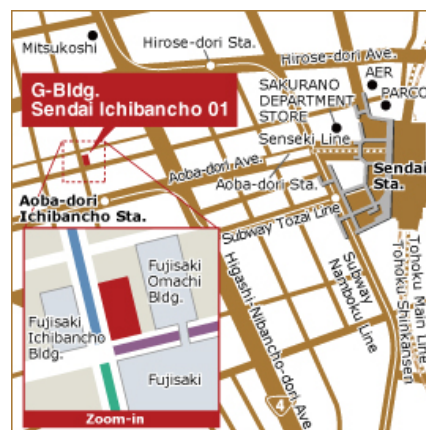 Mitsukoshi
Hirose-dori Sta.
Hirose-dori Ave.
AER
PARCO
G-Bldg.
Sendai Ichibancho 01
SAKURANO
DEPARTMENT
STORE
Senseki Line
Sendai
Sta.
Aoba-dori Ave.
Aoba-dori Sta.
Aoba-dori
Ichibancho Sta.
Subway Tozai Line
Subway
Namboku Line
Tohoku Main Line
Tohoku Shinkansen
Higashi-Nibancho-dori Ave.
4
Fujisaki
Omachi
Bldg.
Fujisaki
Ichibancho
Bldg.
Fujisaki
Zoom-in